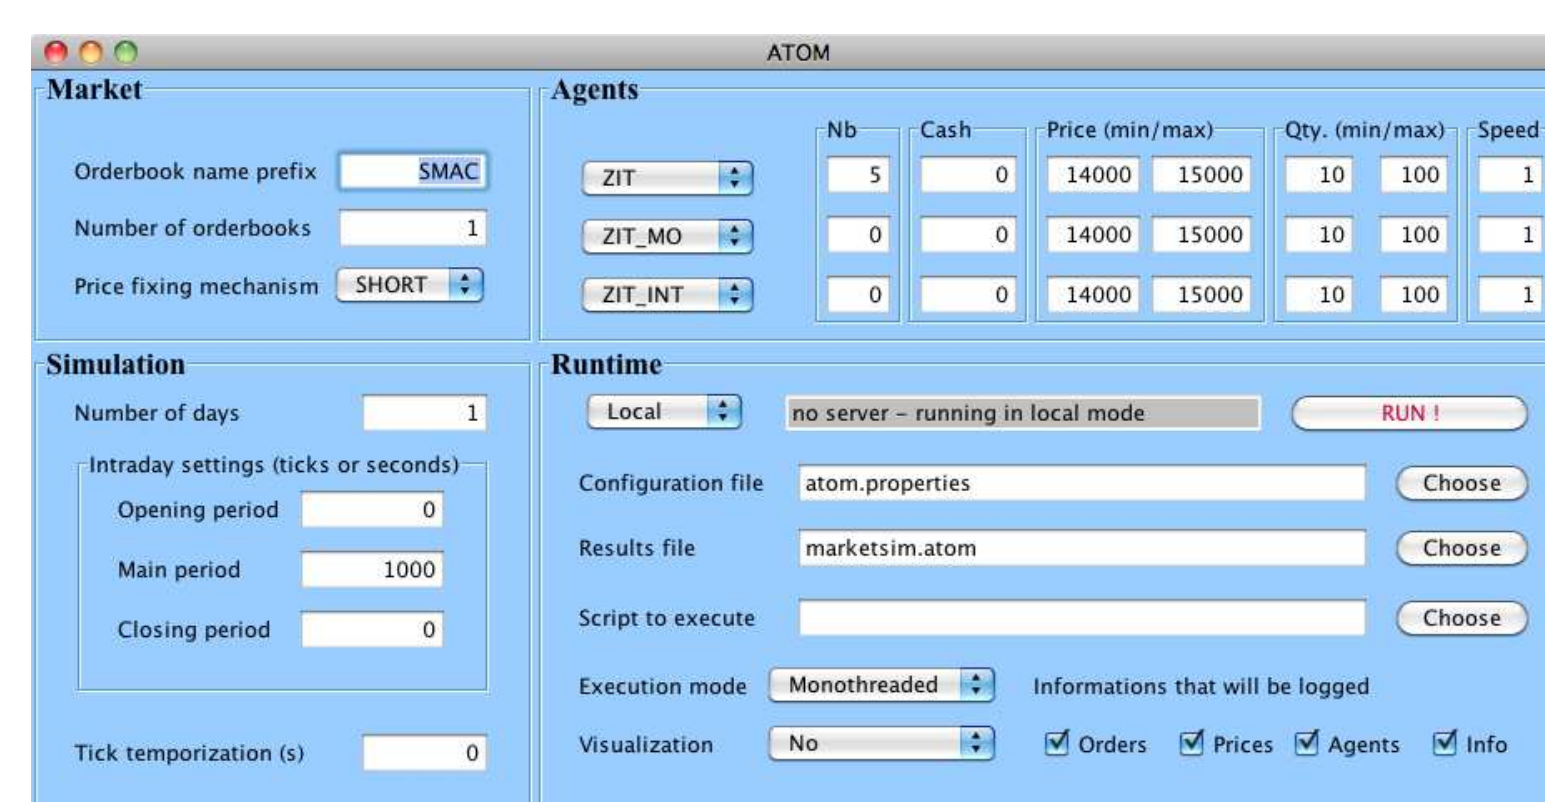 ATOM
Market
Orderbook name prefix SMAC
Number of orderbooks 1
Price fixing mechanism SHORT
Agents
Nb Cash Price (min/max) Qty. (min/max) Speed
ZIT 5 0 14000 15000 10 100 1
ZIT_MO 0 0 14000 15000 10 100 1
ZIT_INT 0 0 14000 15000 10 100 1
Simulation
Number of days 1
Intraday settings (ticks or seconds)
Opening period 0
Main period 1000
Closing period 0
Tick temporization (s) 0
Runtime
Local no server – running in local mode RUN !
Configuration file atom.properties Choose
Results file marketsim.atom Choose
Script to execute Choose
Execution mode Monothreaded Informations that will be logged
Visualization No Orders Prices Agents Info